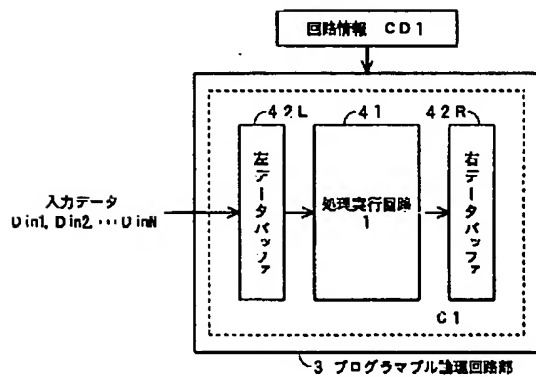 回路情報 CD1
42L
41
42R
左データバッファ
処理実行回路
1
右データバッファ
入力データ
Din1, Din2, ‥‥ DinN
C1
3 プログラマブル論理回路部